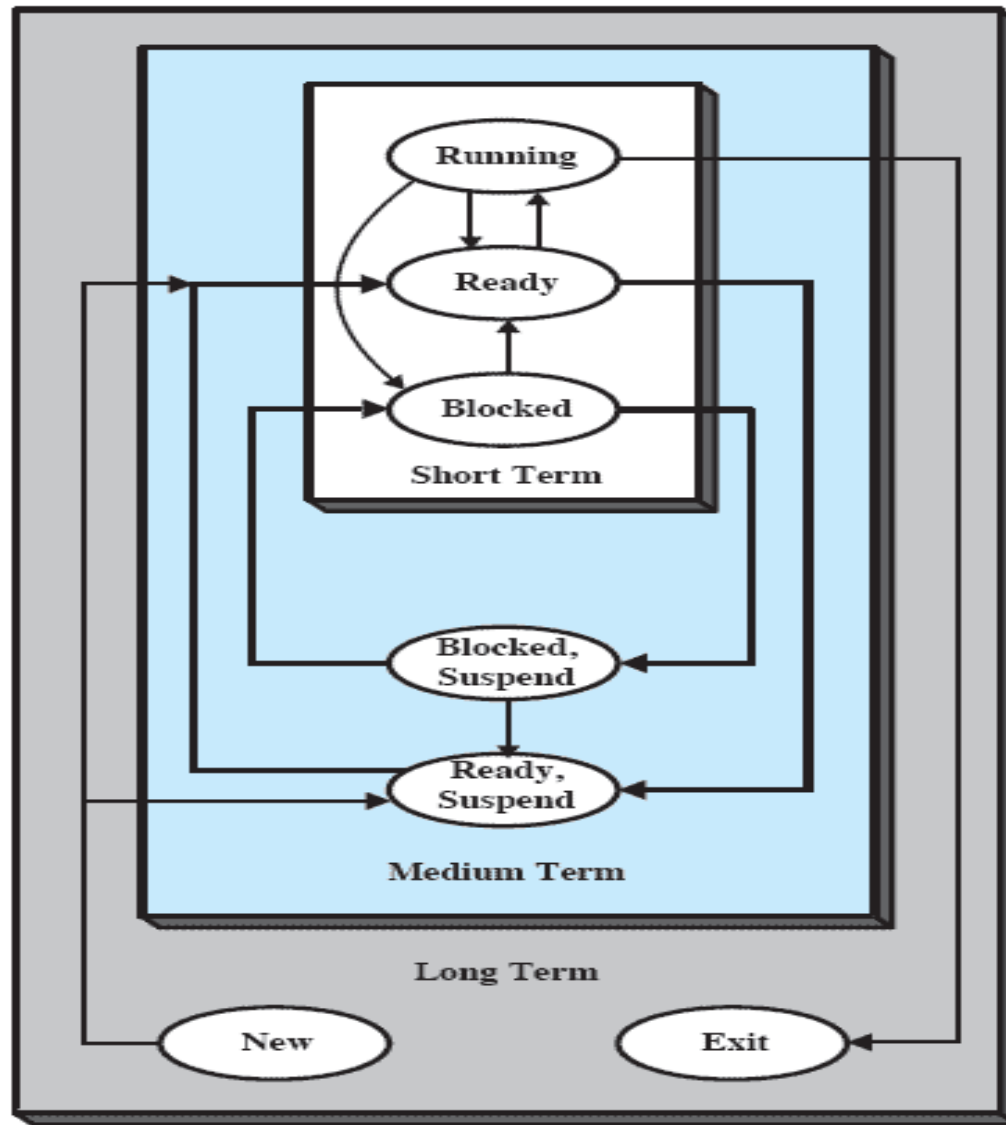 Running
Ready
Blocked
Short Term
Blocked,
Suspend
Ready,
Suspend
Medium Term
Long Term
New
Exit